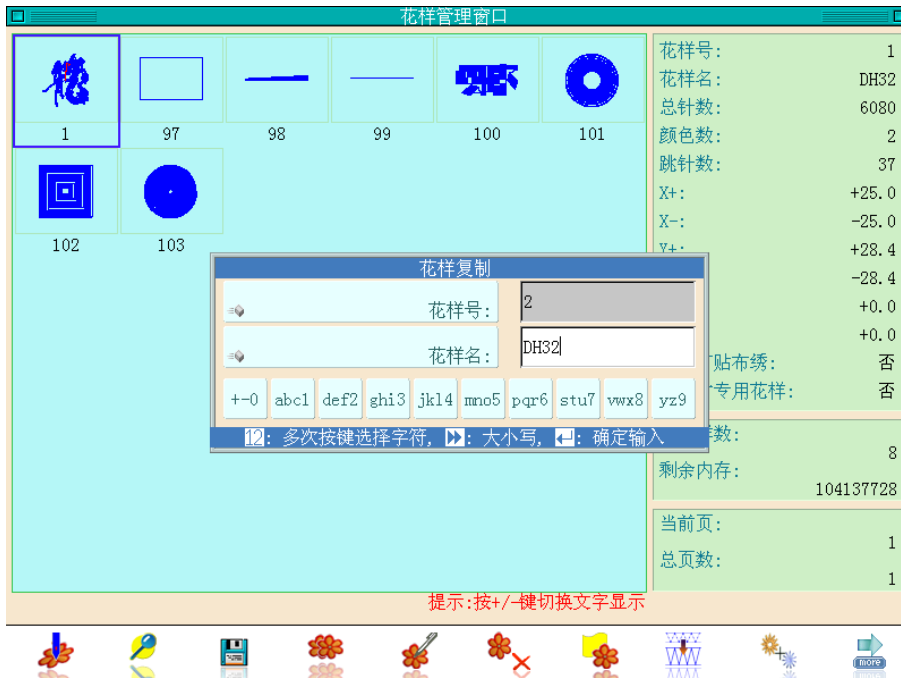 花样管理窗口
1
97
98
99
100
101
102
103
花样号: 1
花样名: DH32
总针数: 6080
颜色数: 2
跳针数: 37
X+: +25.0
X-: -25.0
Y+: +28.4
-28.4
+0.0
+0.0
贴布绣: 否
专用花样: 否
数: 8
剩余内存: 104137728
当前页: 1
总页数: 1
花样复制
花样号: 2
花样名: DH32
+-0 abc1 def2 ghi3 jkl4 mno5 pqr6 stu7 vwx8 yz9
12: 多次按键选择字符, : 大小写, : 确定输入
提示:按+/-键切换文字显示
more